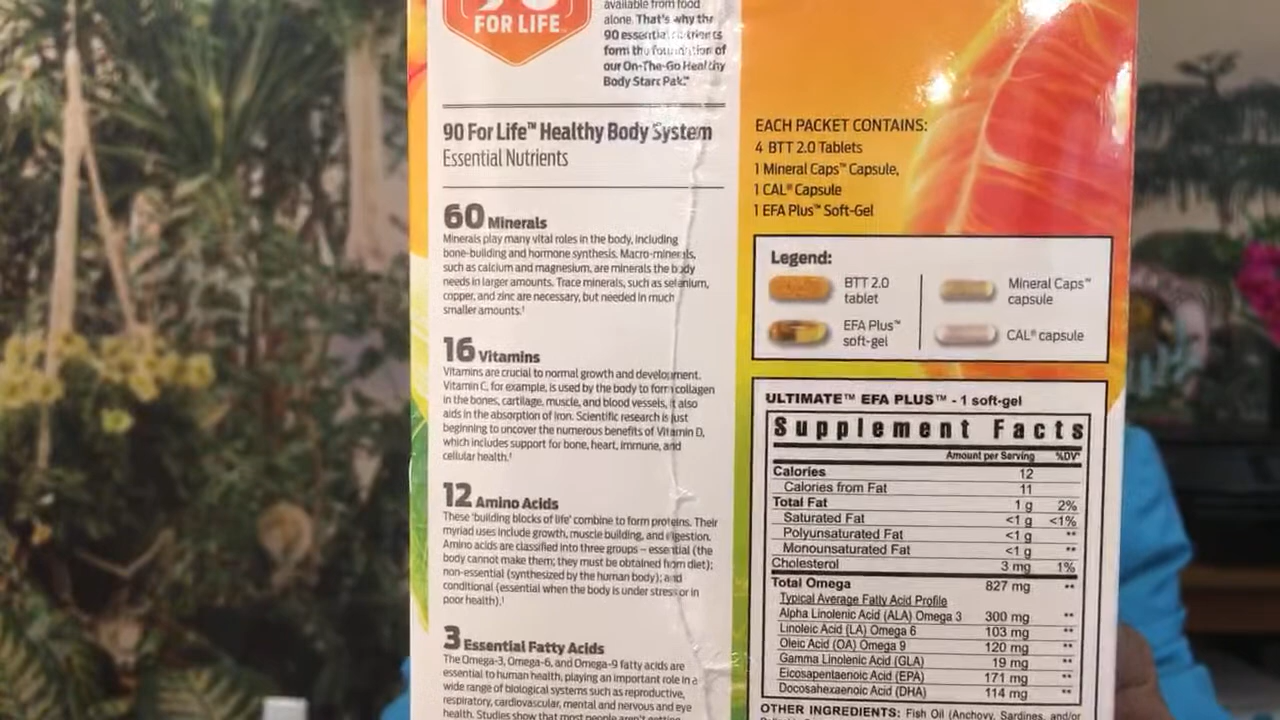 FOR LIFE
available from food
alone. That's why the
90 essential nutrients
form the foundation of
our On-The-Go Healthy
Body Start Pak.™
90 For Life™ Healthy Body System
Essential Nutrients
60 Minerals
Minerals play many vital roles in the body, including
bone-building and hormone synthesis. Macro-minerals,
such as calcium and magnesium, are minerals the body
needs in larger amounts. Trace minerals, such as selenium,
copper, and zinc are necessary, but needed in much
smaller amounts.†
16 Vitamins
Vitamins are crucial to normal growth and development.
Vitamin C, for example, is used by the body to form collagen
in the bones, cartilage, muscle, and blood vessels, it also
aids in the absorption of iron. Scientific research is just
beginning to uncover the numerous benefits of Vitamin D,
which includes support for bone, heart, immune, and
cellular health.†
12 Amino Acids
These 'building blocks of life' combine to form proteins. Their
myriad uses include growth, muscle building, and digestion.
Amino acids are classified into three groups – essential (the
body cannot make them; they must be obtained from diet);
non-essential (synthesized by the human body); and
conditional (essential when the body is under stress or in
poor health).†
3 Essential Fatty Acids
The Omega-3, Omega-6, and Omega-9 fatty acids are
essential to human health, playing an important role in a
wide range of biological systems such as reproductive,
respiratory, cardiovascular, mental and nervous and eye
health. Studies show that most people aren't getting
EACH PACKET CONTAINS:
4 BTT 2.0 Tablets
1 Mineral Caps™ Capsule,
1 CAL® Capsule
1 EFA Plus™ Soft-Gel
Legend:
BTT 2.0
tablet
Mineral Caps™
capsule
EFA Plus™
soft-gel
CAL® capsule
ULTIMATE™ EFA PLUS™ - 1 soft-gel
Supplement Facts
Amount per Serving %DV*
Calories 12
Calories from Fat 11
Total Fat 1 g 2%
Saturated Fat <1 g <1%
Polyunsaturated Fat <1 g **
Monounsaturated Fat <1 g **
Cholesterol 3 mg 1%
Total Omega 827 mg **
Typical Average Fatty Acid Profile
Alpha Linolenic Acid (ALA) Omega 3 300 mg **
Linoleic Acid (LA) Omega 6 103 mg **
Oleic Acid (OA) Omega 9 120 mg **
Gamma Linolenic Acid (GLA) 19 mg **
Eicosapentaenoic Acid (EPA) 171 mg **
Docosahexaenoic Acid (DHA) 114 mg **
OTHER INGREDIENTS: Fish Oil (Anchovy, Sardines, and/or